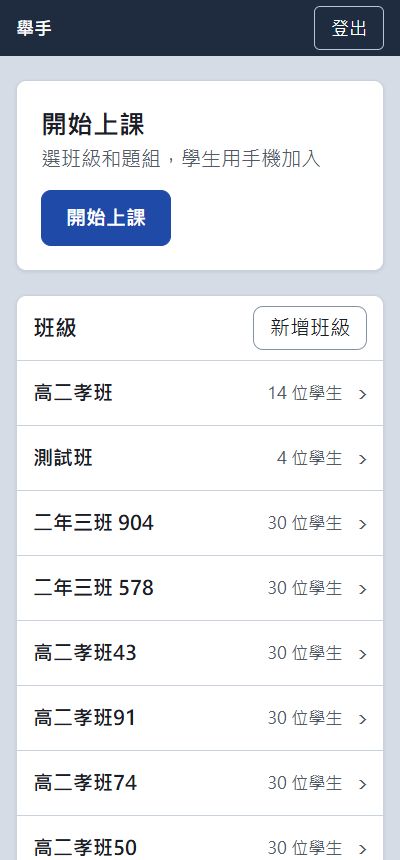 舉手
登出
開始上課
選班級和題組，學生用手機加入
開始上課
班級
新增班級
高二孝班 14 位學生
測試班 4 位學生
二年三班 904 30 位學生
二年三班 578 30 位學生
高二孝班43 30 位學生
高二孝班91 30 位學生
高二孝班74 30 位學生
高二孝班50 30 位學生